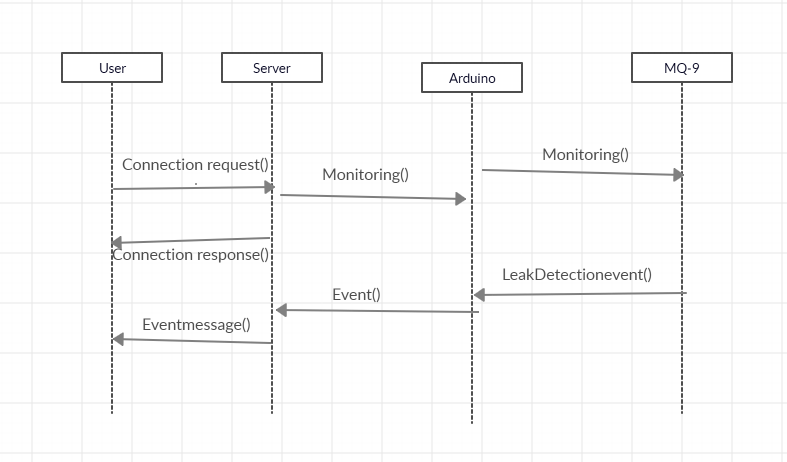 User
Server
Arduino
MQ-9
Connection request()
Monitoring()
Monitoring()
Connection response()
LeakDetectionevent()
Event()
Eventmessage()